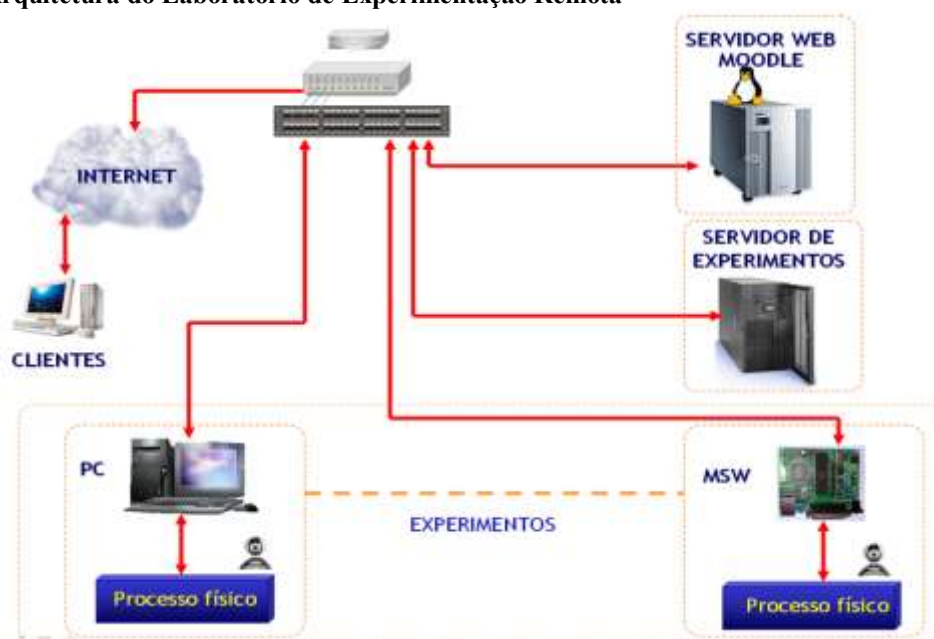 rquitetura do Laboratório de Experimentação Remota
SERVIDOR WEB
MOODLE
INTERNET
SERVIDOR DE
EXPERIMENTOS
CLIENTES
PC
MSW
EXPERIMENTOS
Processo físico
Processo físico